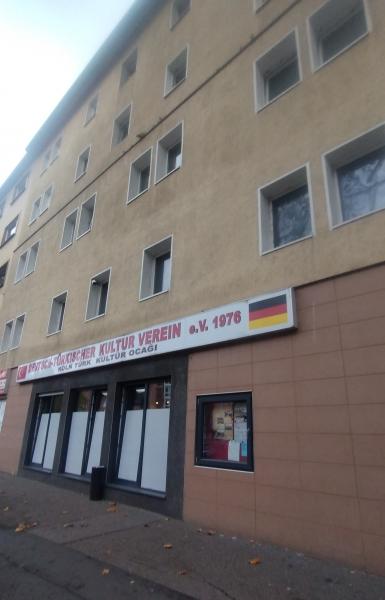 DEUTSCH-TÜRKISCHER KULTUR VEREIN e.V. 1976
KÖLN TÜRK KÜLTÜR OCAĞI